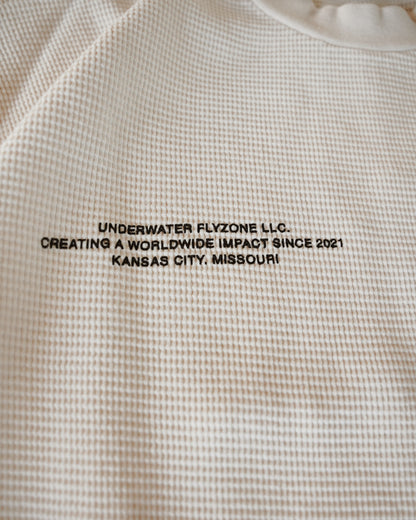 UNDERWATER FLYZONE LLC.
CREATING A WORLDWIDE IMPACT SINCE 2021
KANSAS CITY, MISSOURI